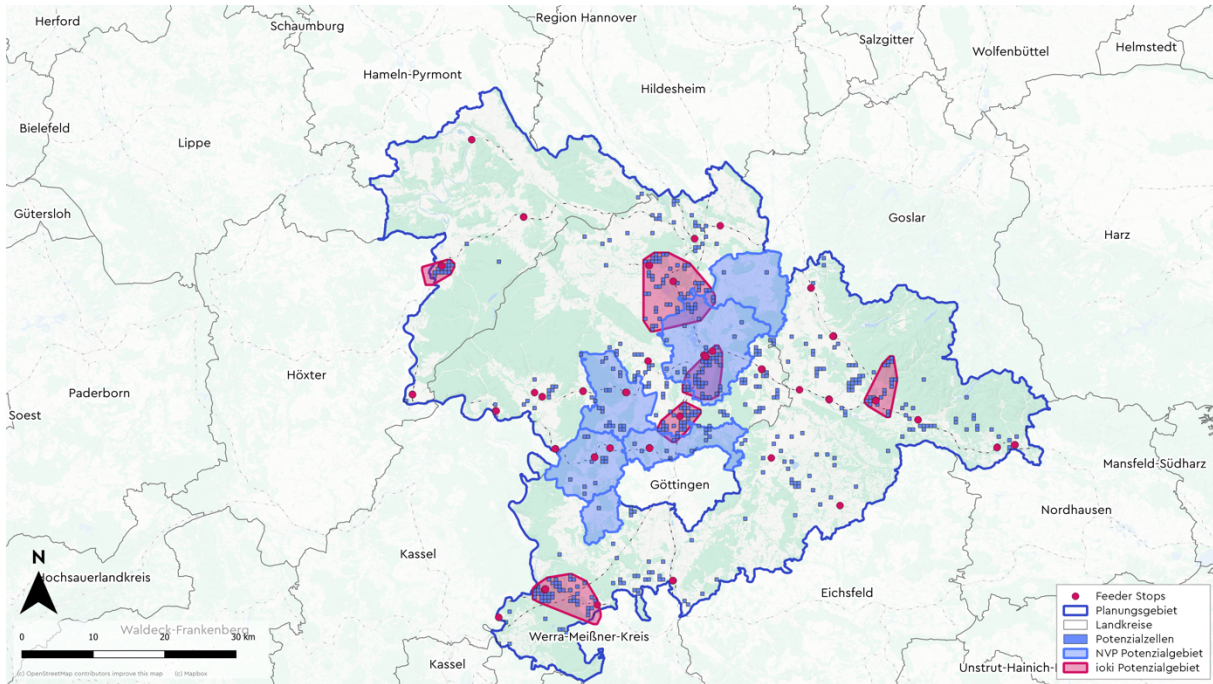 Herford
Schaumburg
Region Hannover
Salzgitter
Wolfenbüttel
Helmstedt
Hameln-Pyrmont
Hildesheim
Bielefeld
Lippe
Gütersloh
Goslar
Harz
Höxter
Paderborn
Soest
Göttingen
Mansfeld-Südharz
Nordhausen
Kassel
N
Hochsauerlandkreis
Eichsfeld
Waldeck-Frankenberg
Werra-Meißner-Kreis
Kassel
Unstrut-Hainich-
0 10 20 30 km
(c) OpenStreetMap contributors improve this map (c) Mapbox
Feeder Stops
Planungsgebiet
Landkreise
Potenzialzellen
NVP Potenzialgebiet
ioki Potenzialgebiet